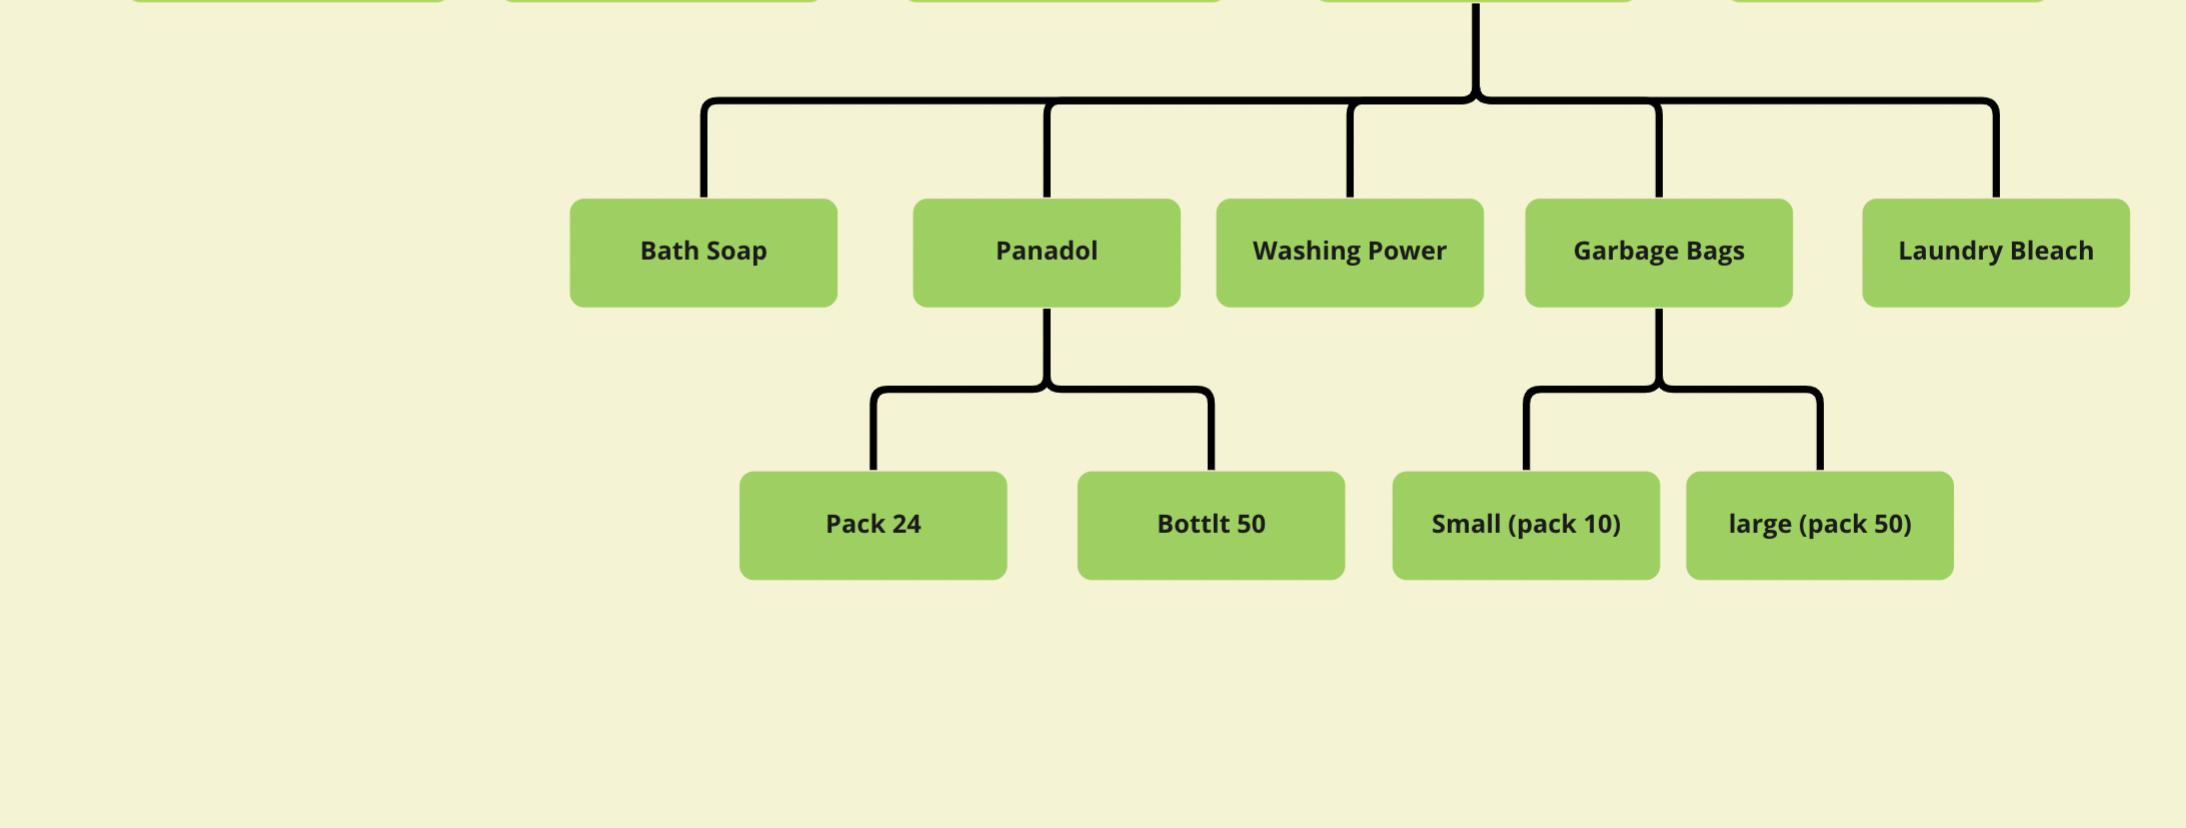 Bath Soap
Panadol
Washing Power
Garbage Bags
Laundry Bleach
Pack 24
Bottlt 50
Small (pack 10)
large (pack 50)